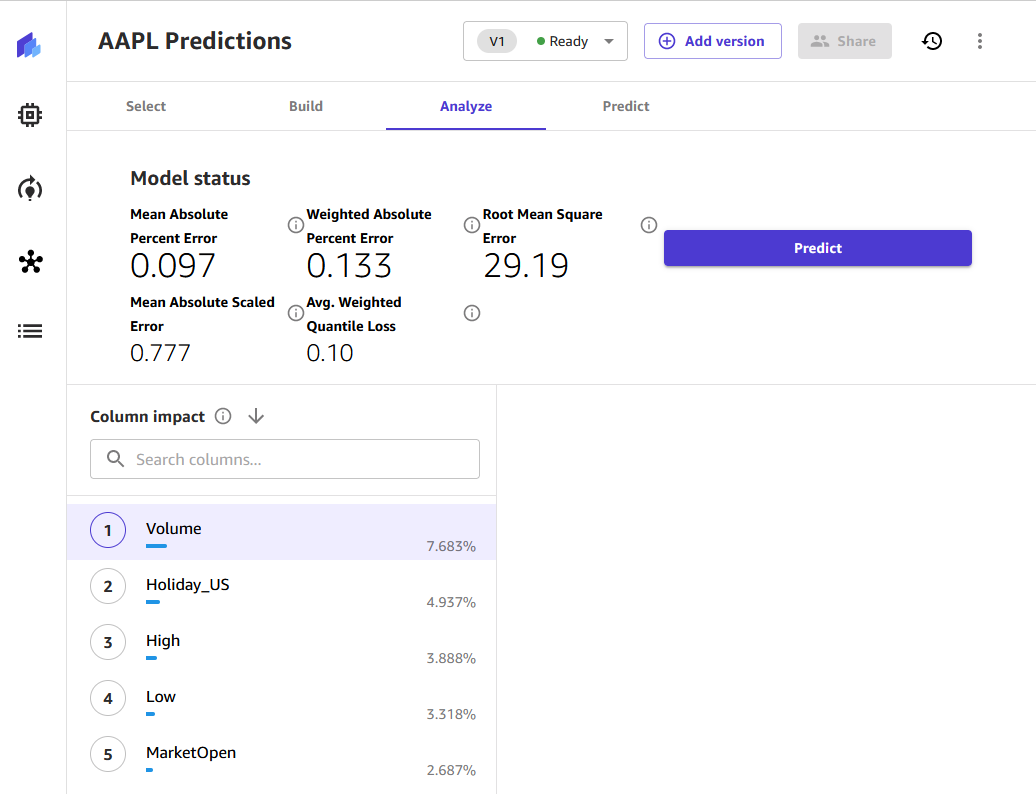 AAPL Predictions
V1
Ready
Add version
Share
Select
Build
Analyze
Predict
Model status
Mean Absolute
Percent Error
0.097
Weighted Absolute
Percent Error
0.133
Root Mean Square
Error
29.19
Predict
Mean Absolute Scaled
Error
0.777
Avg. Weighted
Quantile Loss
0.10
Column impact
Search columns...
1
Volume
7.683%
2
Holiday_US
4.937%
3
High
3.888%
4
Low
3.318%
5
MarketOpen
2.687%